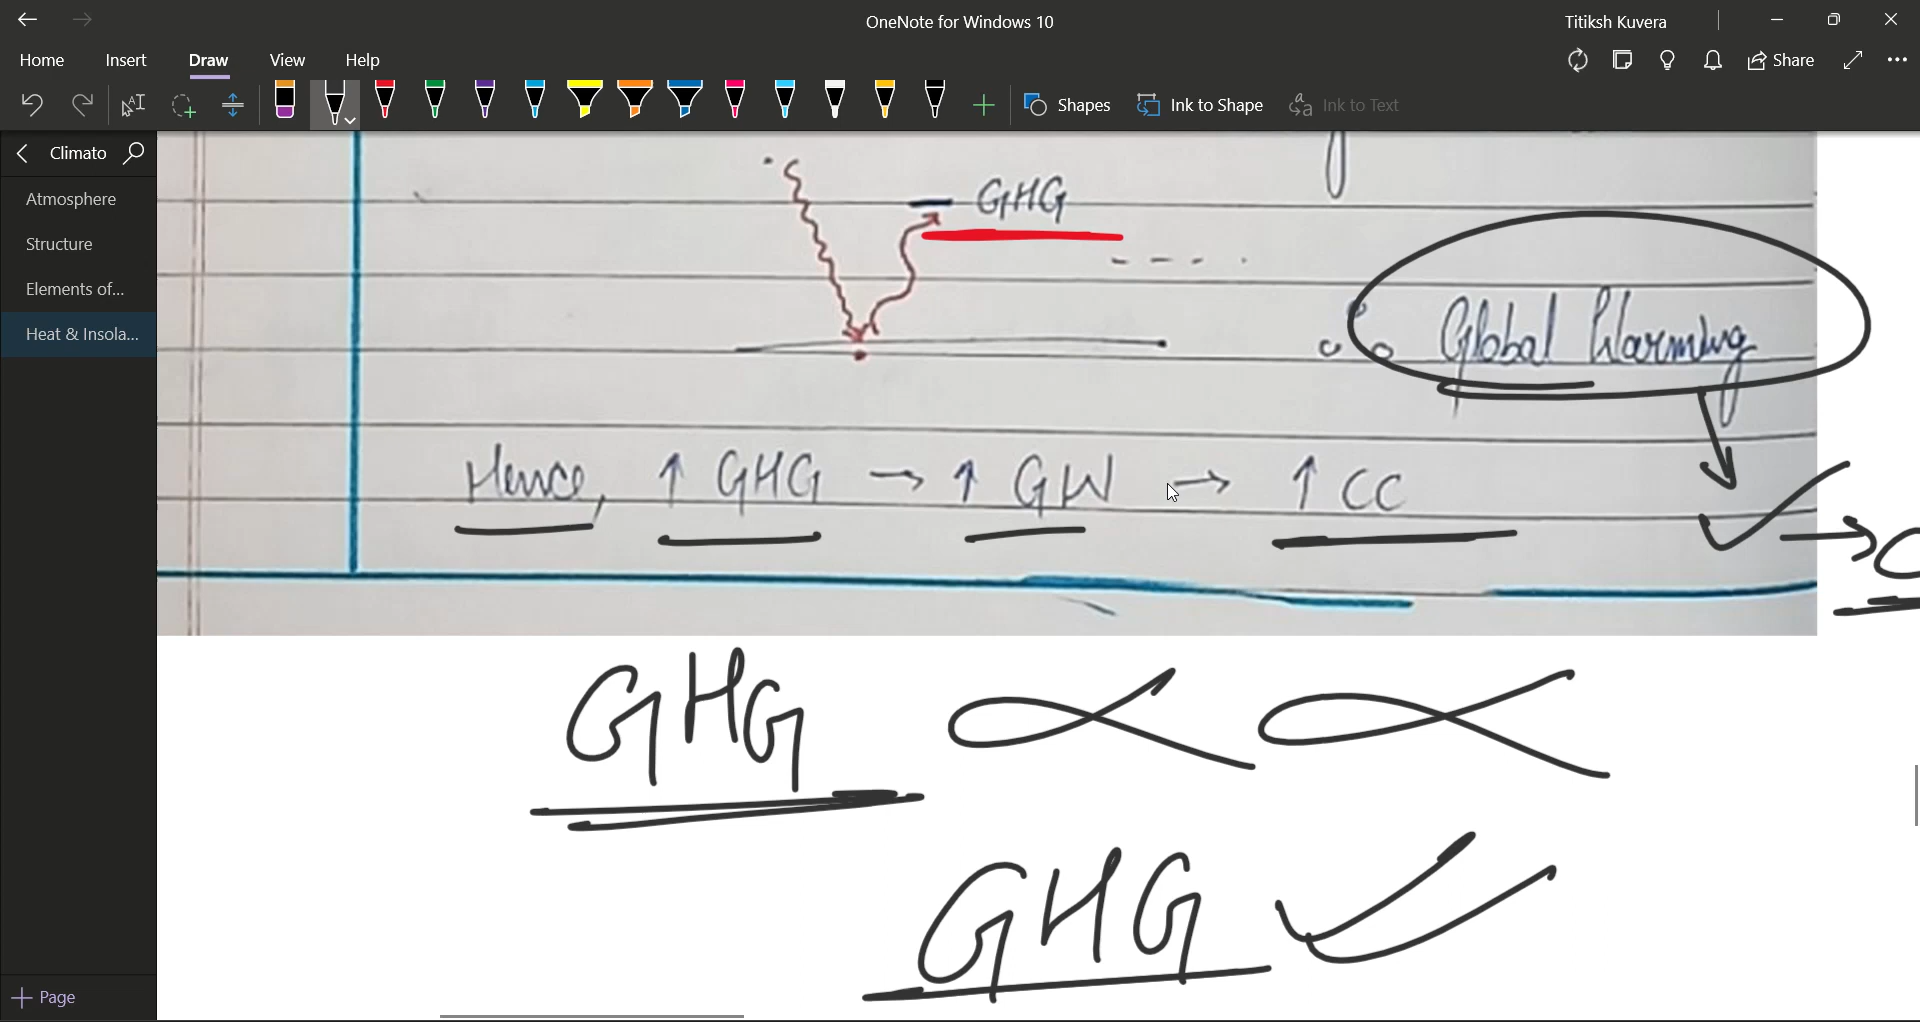 OneNote for Windows 10
Titiksh Kuvera
Home Insert Draw View Help
Share
Shapes Ink to Shape Ink to Text
Climato
Atmosphere
Structure
Elements of...
Heat & Insola...
Page
GHG
Global Warming
Hence, ↑ GHG → ↑ GW → ↑ CC
GHG ∝ ∝
GHG